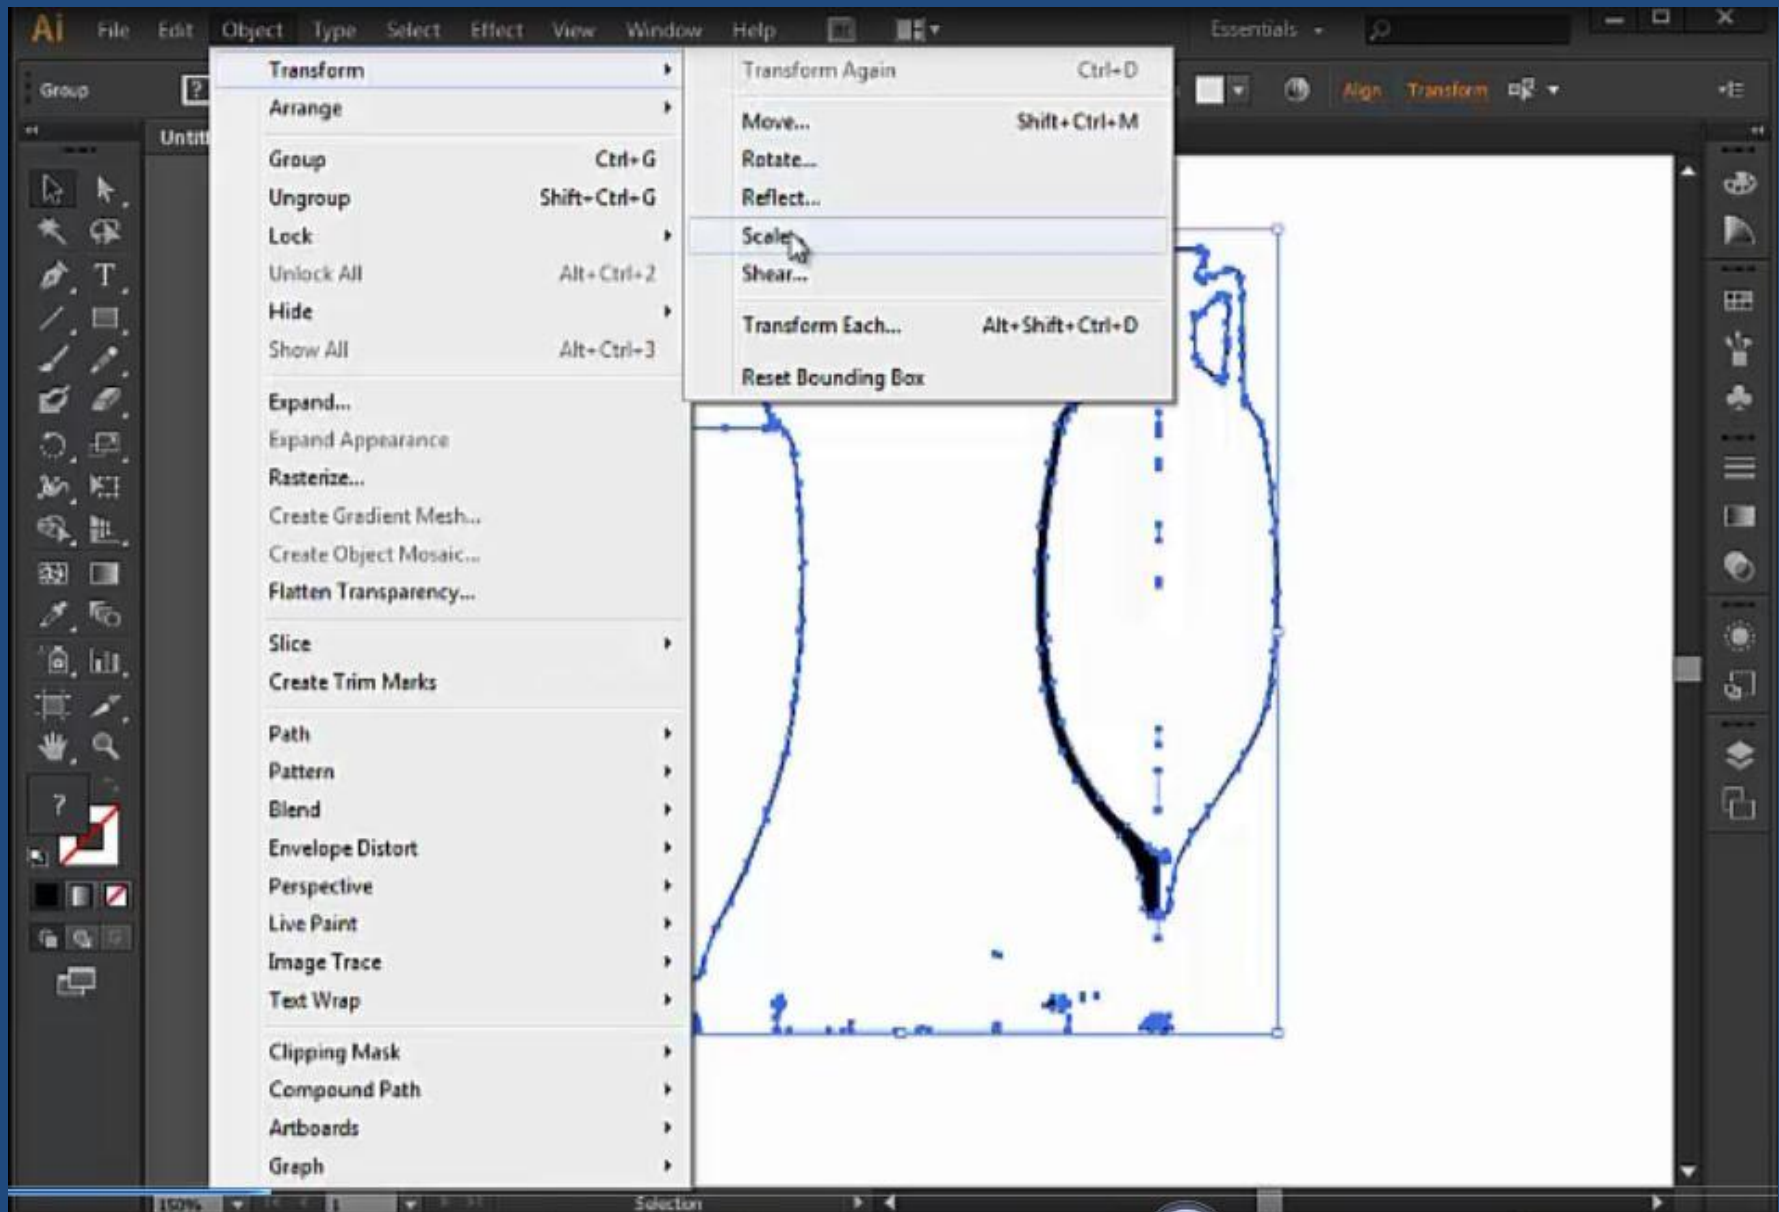 Ai File Edit Object Type Select Effect View Window Help Essentials
Group ? Align Transform
Untitl
Transform
Arrange
Group Ctrl+G
Ungroup Shift+Ctrl+G
Lock
Unlock All Alt+Ctrl+2
Hide
Show All Alt+Ctrl+3
Expand...
Expand Appearance
Rasterize...
Create Gradient Mesh...
Create Object Mosaic...
Flatten Transparency...
Slice
Create Trim Marks
Path
Pattern
Blend
Envelope Distort
Perspective
Live Paint
Image Trace
Text Wrap
Clipping Mask
Compound Path
Artboards
Graph
Transform Again Ctrl+D
Move... Shift+Ctrl+M
Rotate...
Reflect...
Scale
Shear...
Transform Each... Alt+Shift+Ctrl+D
Reset Bounding Box
T
?
150% 1 Selection